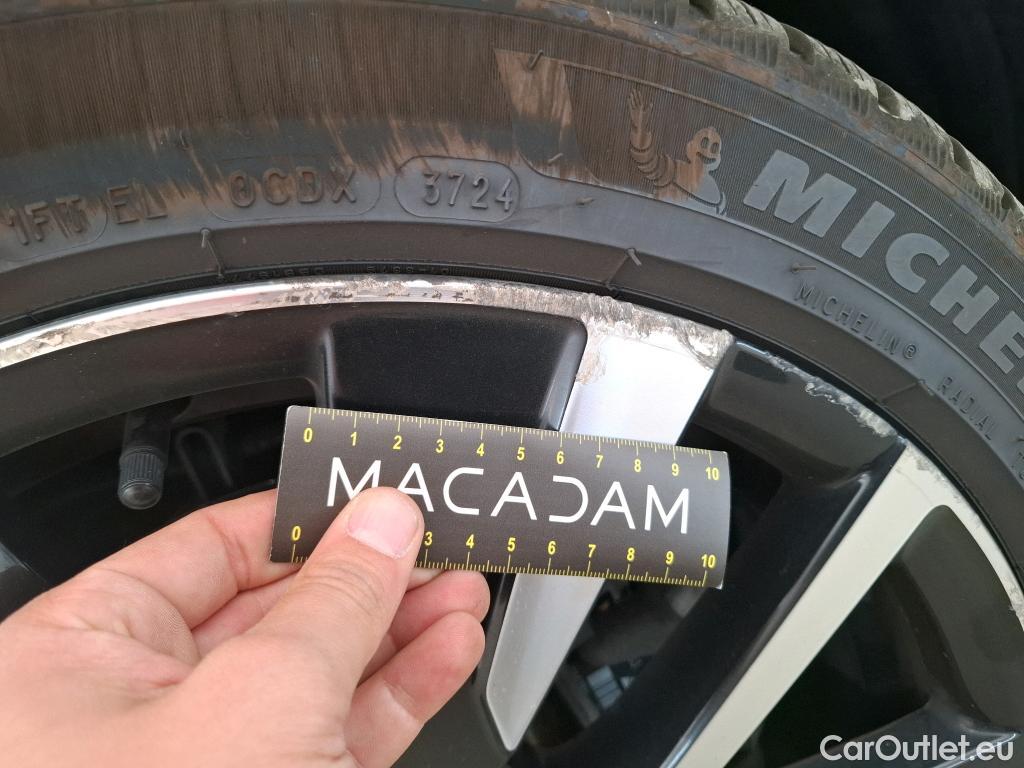 1FTT EL 0CDX 3724
MICHE
MICHELIN® RADIAL
0 1 2 3 4 5 6 7 8 9 10
MACADAM
0 3 4 5 6 7 8 9 10
CarOutlet.eu